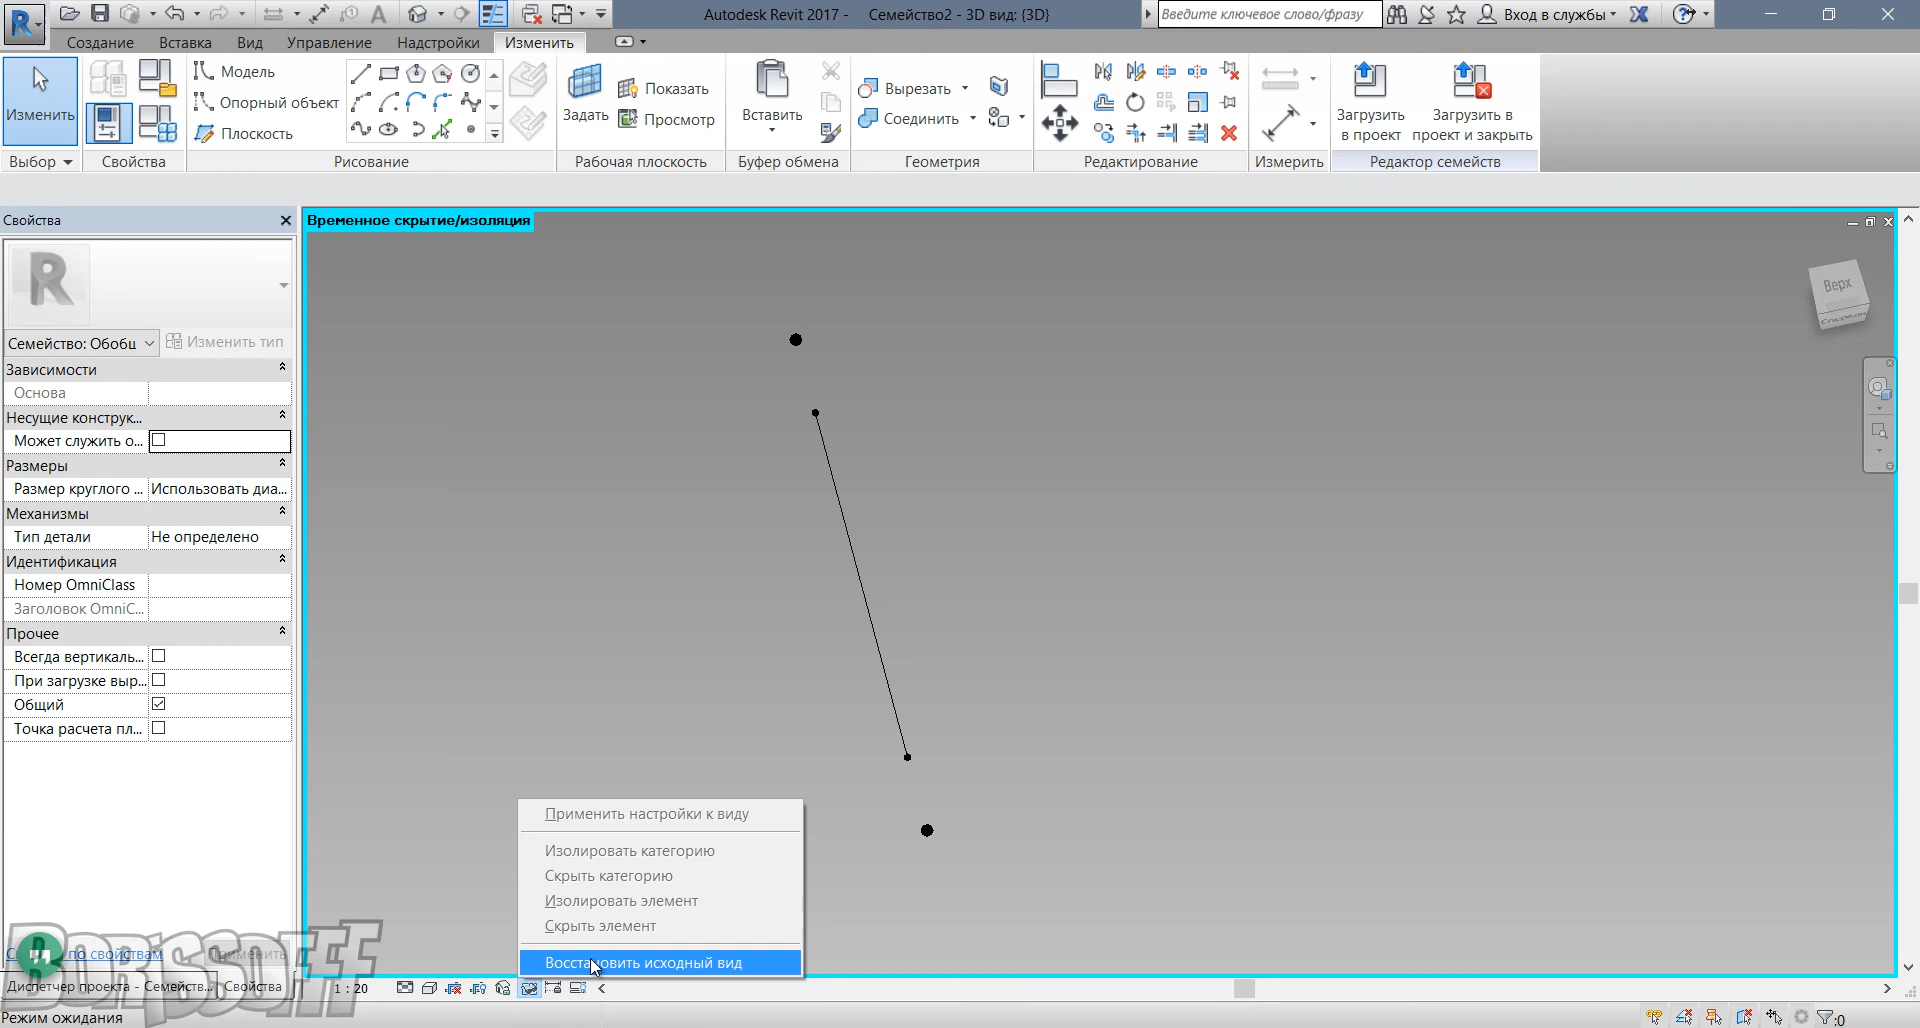 Autodesk Revit 2017 - Семейство2 - 3D вид: {3D}
Введите ключевое слово/фразу
Вход в службы
Создание Вставка Вид Управление Надстройки Изменить
Изменить
Выбор
Свойства
Модель
Опорный объект
Плоскость
Рисование
Задать
Показать
Просмотр
Рабочая плоскость
Вставить
Буфер обмена
Вырезать
Соединить
Геометрия
Редактирование
Измерить
Загрузить
в проект
Загрузить в
проект и закрыть
Редактор семейств
Свойства
R
Семейство: Обобщ
Изменить тип
Зависимости
Основа
Несущие конструк...
Может служить о...
Размеры
Размер круглого ... Использовать диа...
Механизмы
Тип детали Не определено
Идентификация
Номер OmniClass
Заголовок OmniC...
Прочее
Всегда вертикаль...
При загрузке выр...
Общий
Точка расчета пл...
по свойствам
Применить
BORISSOFF
Диспетчер проекта - Семейств...
Свойства
Режим ожидания
Временное скрытие/изоляция
Верх
Спереди
Применить настройки к виду
Изолировать категорию
Скрыть категорию
Изолировать элемент
Скрыть элемент
Восстановить исходный вид
1 : 20
:0